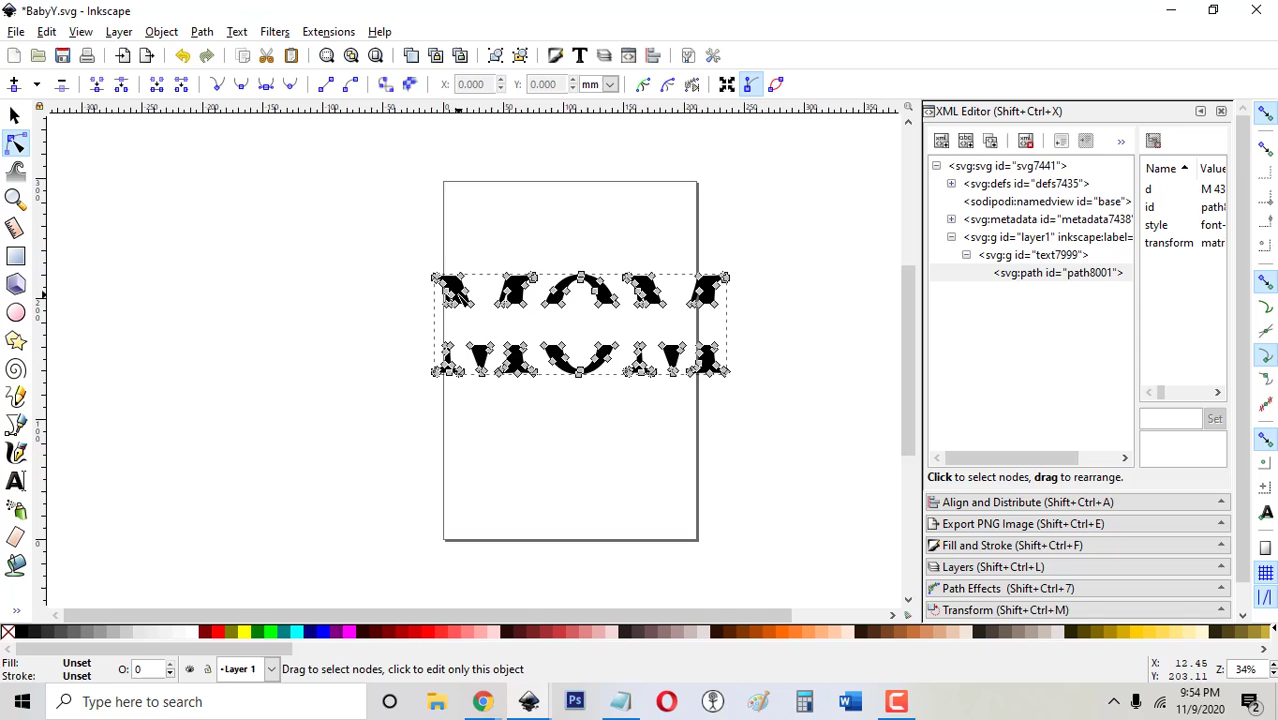 *BabyY.svg - Inkscape
File Edit View Layer Object Path Text Filters Extensions Help
X: 0.000 Y: 0.000 mm
XML Editor (Shift+Ctrl+X)
<svg:svg id="svg7441">
<svg:defs id="defs7435">
<sodipodi:namedview id="base">
<svg:metadata id="metadata7438"
<svg:g id="layer1" inkscape:label=
<svg:g id="text7999">
<svg:path id="path8001">
Name Value
d M 43
id path8
style font-
transform matr
Set
Click to select nodes, drag to rearrange.
Align and Distribute (Shift+Ctrl+A)
Export PNG Image (Shift+Ctrl+E)
Fill and Stroke (Shift+Ctrl+F)
Layers (Shift+Ctrl+L)
Path Effects (Shift+Ctrl+7)
Transform (Shift+Ctrl+M)
Fill: Unset
Stroke: Unset
O: 0
Layer 1
Drag to select nodes, click to edit only this object
X: 12.45
Y: 203.11
Z: 34%
Type here to search
9:54 PM
11/9/2020
2